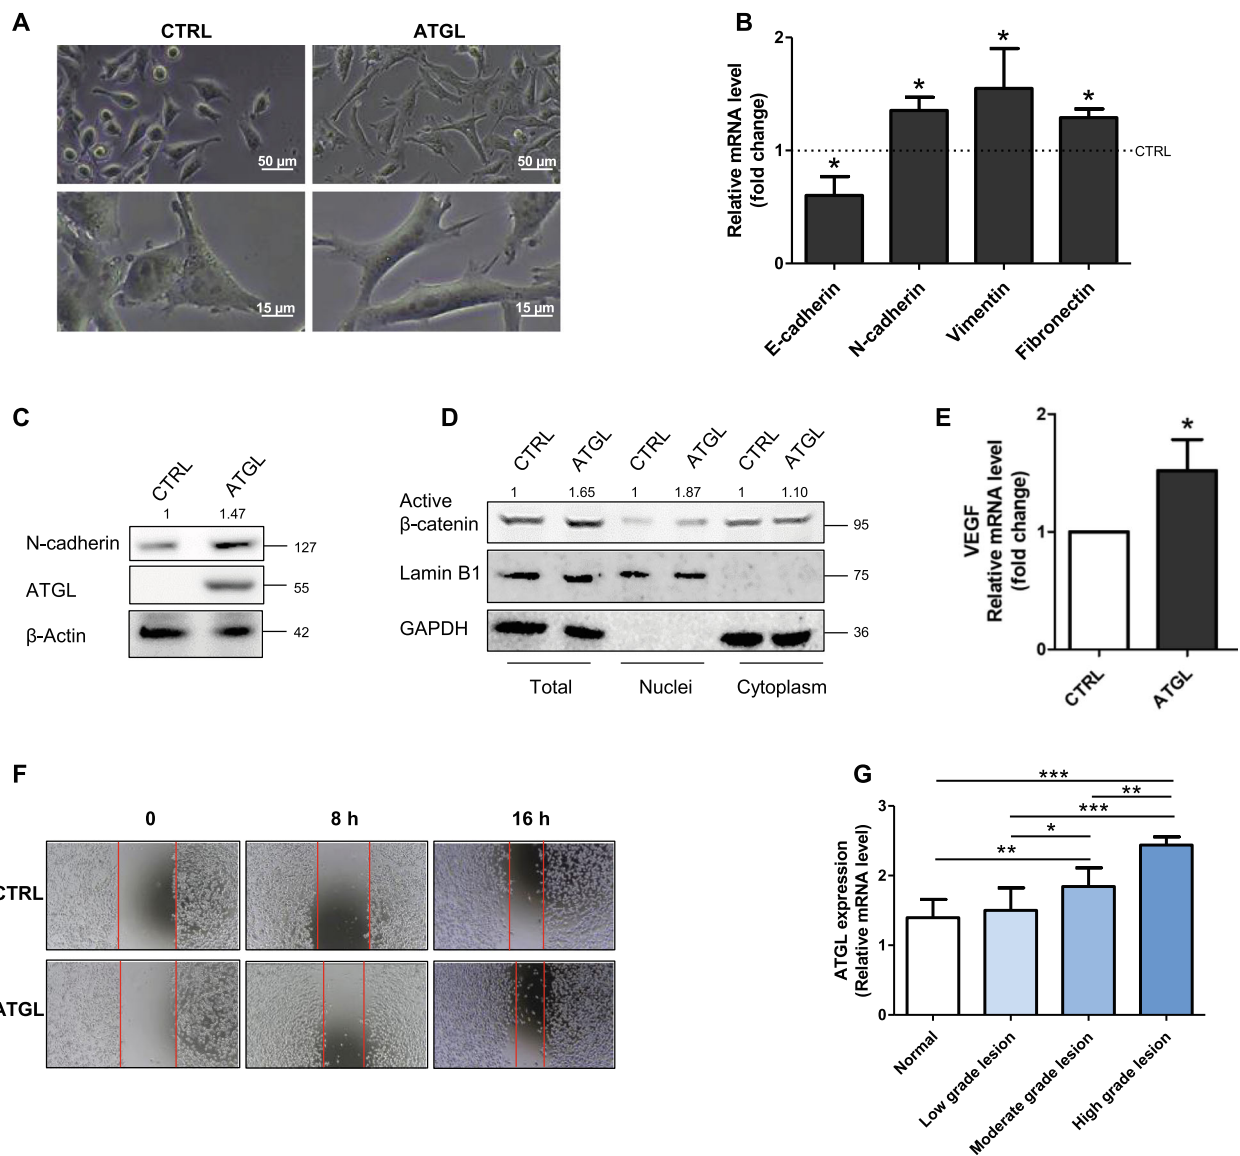 A
CTRL
ATGL
50 µm
50 µm
15 µm
15 µm
B
Relative mRNA level
(fold change)
2
1
0
*
*
*
*
CTRL
E-cadherin
N-cadherin
Vimentin
Fibronectin
C
CTRL
ATGL
1
1.47
N-cadherin
127
ATGL
55
β-Actin
42
D
CTRL
ATGL
CTRL
ATGL
CTRL
ATGL
1
1.65
1
1.87
1
1.10
Active
β-catenin
95
Lamin B1
75
GAPDH
36
Total
Nuclei
Cytoplasm
E
VEGF
Relative mRNA level
(fold change)
2
1
0
*
CTRL
ATGL
F
0
8 h
16 h
CTRL
ATGL
G
ATGL expression
(Relative mRNA level)
3
2
1
0
***
**
***
*
**
Normal
Low grade lesion
Moderate grade lesion
High grade lesion